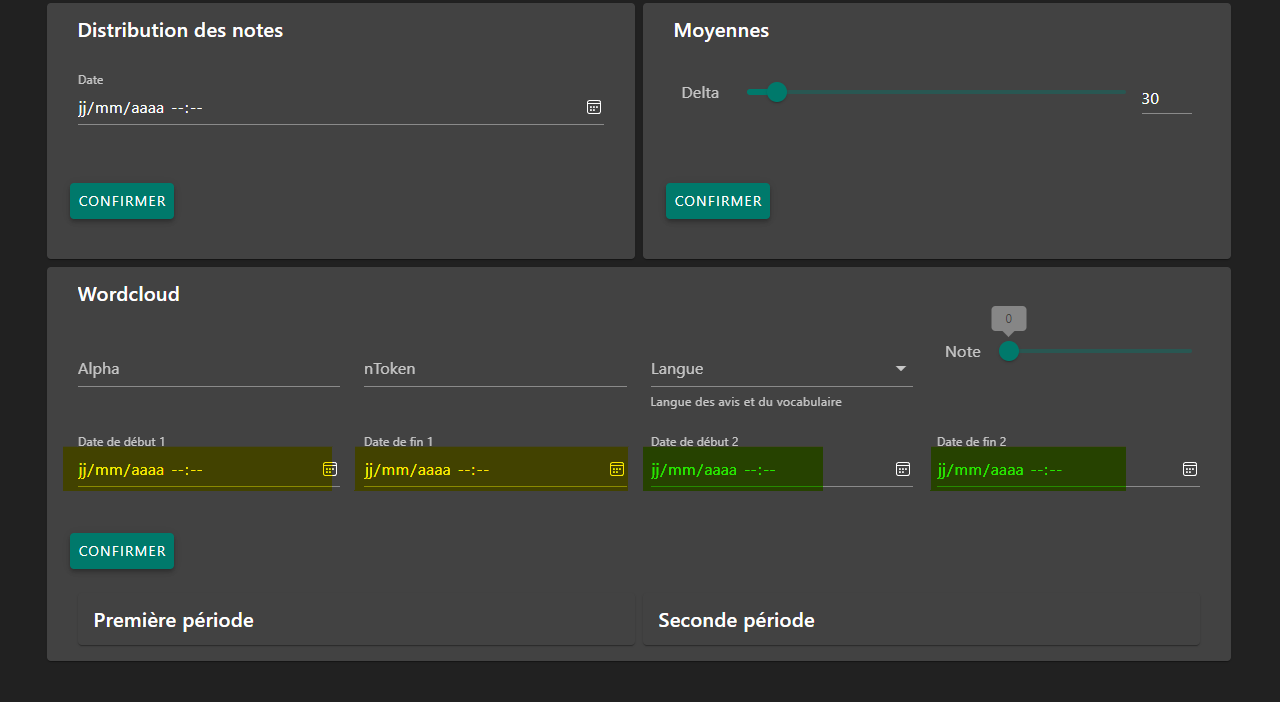 Distribution des notes
Date
jj/mm/aaaa --:--
CONFIRMER
Moyennes
Delta
30
CONFIRMER
Wordcloud
Alpha
nToken
Langue
Langue des avis et du vocabulaire
Note
0
Date de début 1
jj/mm/aaaa --:--
Date de fin 1
jj/mm/aaaa --:--
Date de début 2
jj/mm/aaaa --:--
Date de fin 2
jj/mm/aaaa --:--
CONFIRMER
Première période
Seconde période